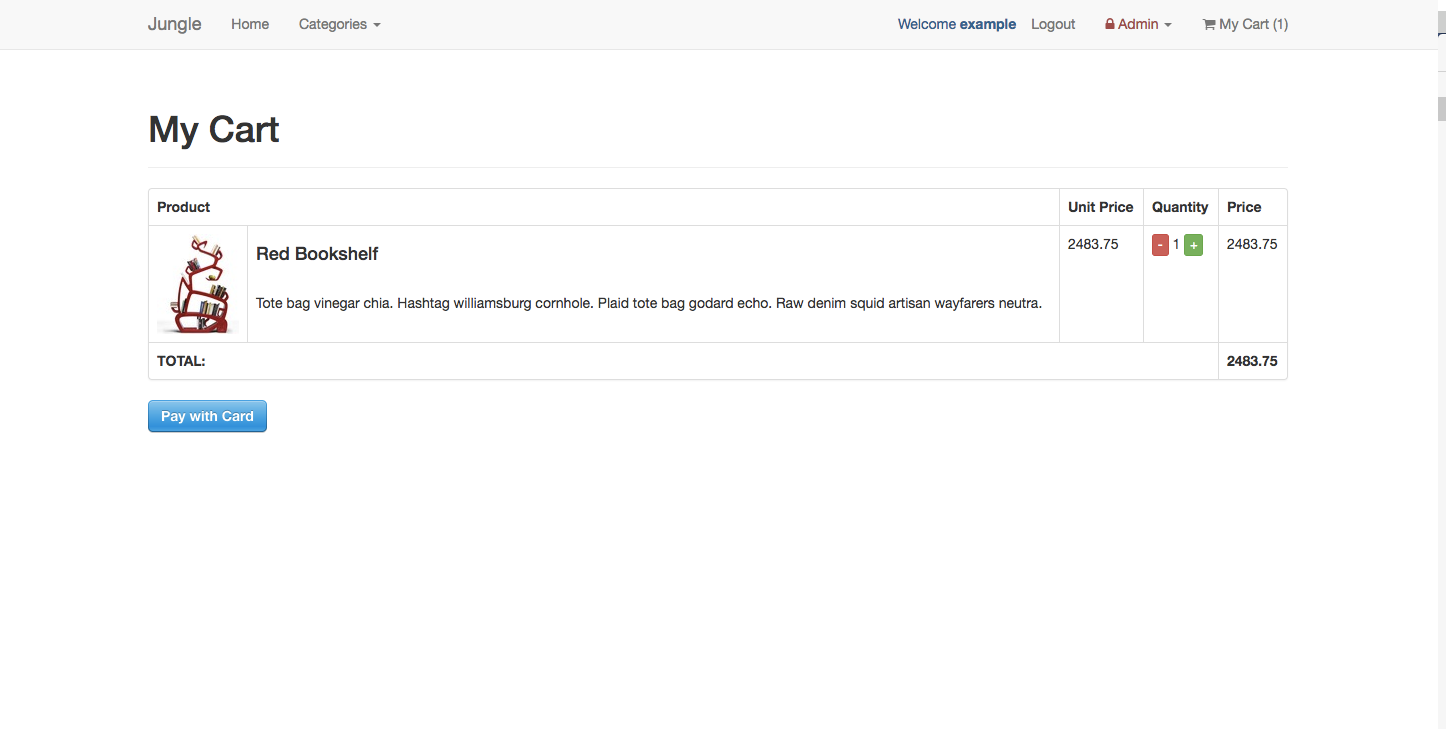 Jungle Home Categories Welcome example Logout Admin My Cart (1)
My Cart
Product Unit Price Quantity Price
Red Bookshelf 2483.75 - 1 + 2483.75
Tote bag vinegar chia. Hashtag williamsburg cornhole. Plaid tote bag godard echo. Raw denim squid artisan wayfarers neutra.
TOTAL: 2483.75
Pay with Card